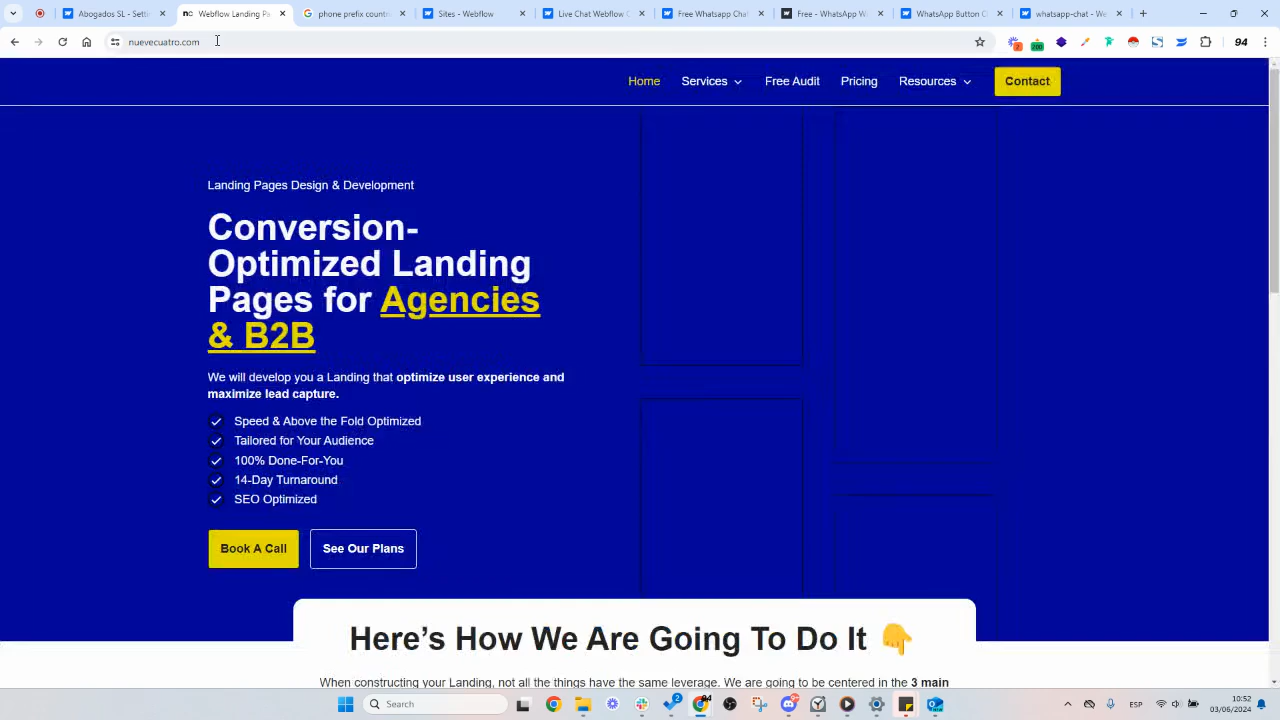 Abogados SL - Setti
Webflow Landing Pa
phone prefix countr
Sites - Webflow
Live Chat Webflow C
Free Whatsapp Cha
Free - WhatsApp W
WhatsApp Button C
whatsapp-chat - We
nuevecuatro.com
2
200
94
Home
Services
Free Audit
Pricing
Resources
Contact
Landing Pages Design & Development
Conversion-
Optimized Landing
Pages for Agencies
& B2B
We will develop you a Landing that optimize user experience and
maximize lead capture.
Speed & Above the Fold Optimized
Tailored for Your Audience
100% Done-For-You
14-Day Turnaround
SEO Optimized
Book A Call
See Our Plans
Here's How We Are Going To Do It 👇
When constructing your Landing, not all the things have the same leverage. We are going to be centered in the 3 main
Search
2
94
9+
ESP
10:52
03/06/2024